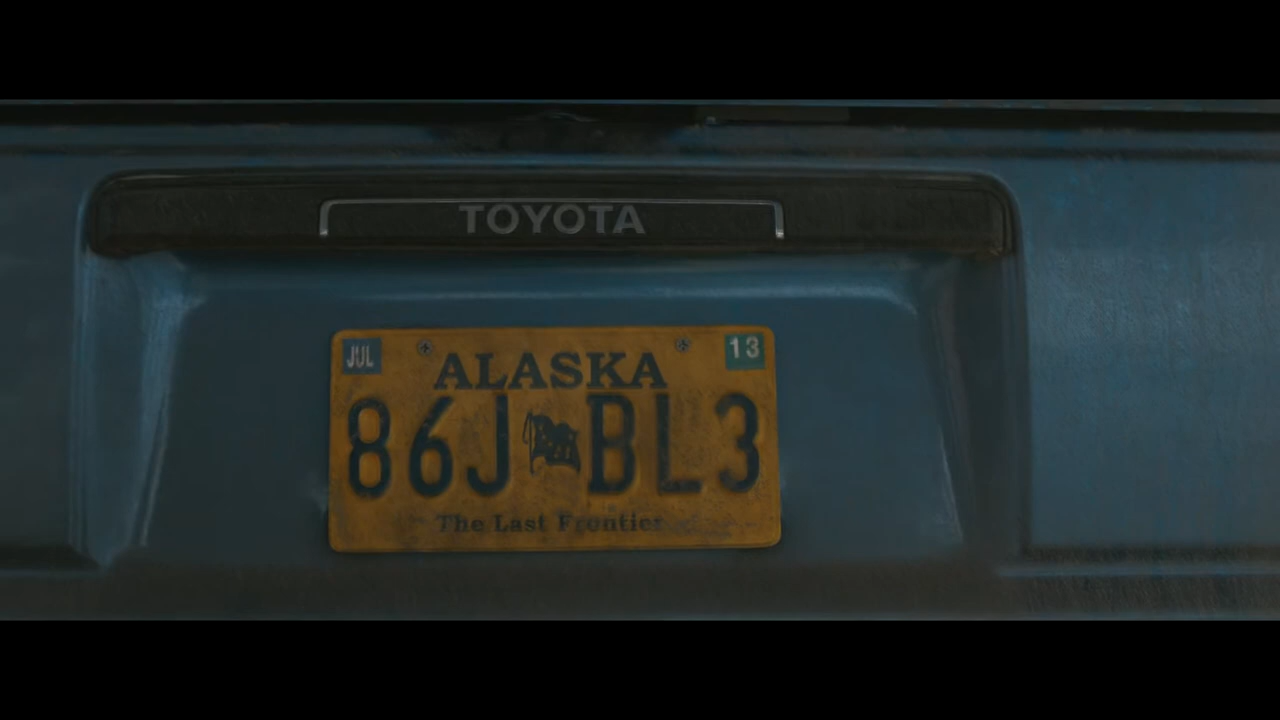 TOYOTA
JUL
13
ALASKA
86J BL3
The Last Frontier